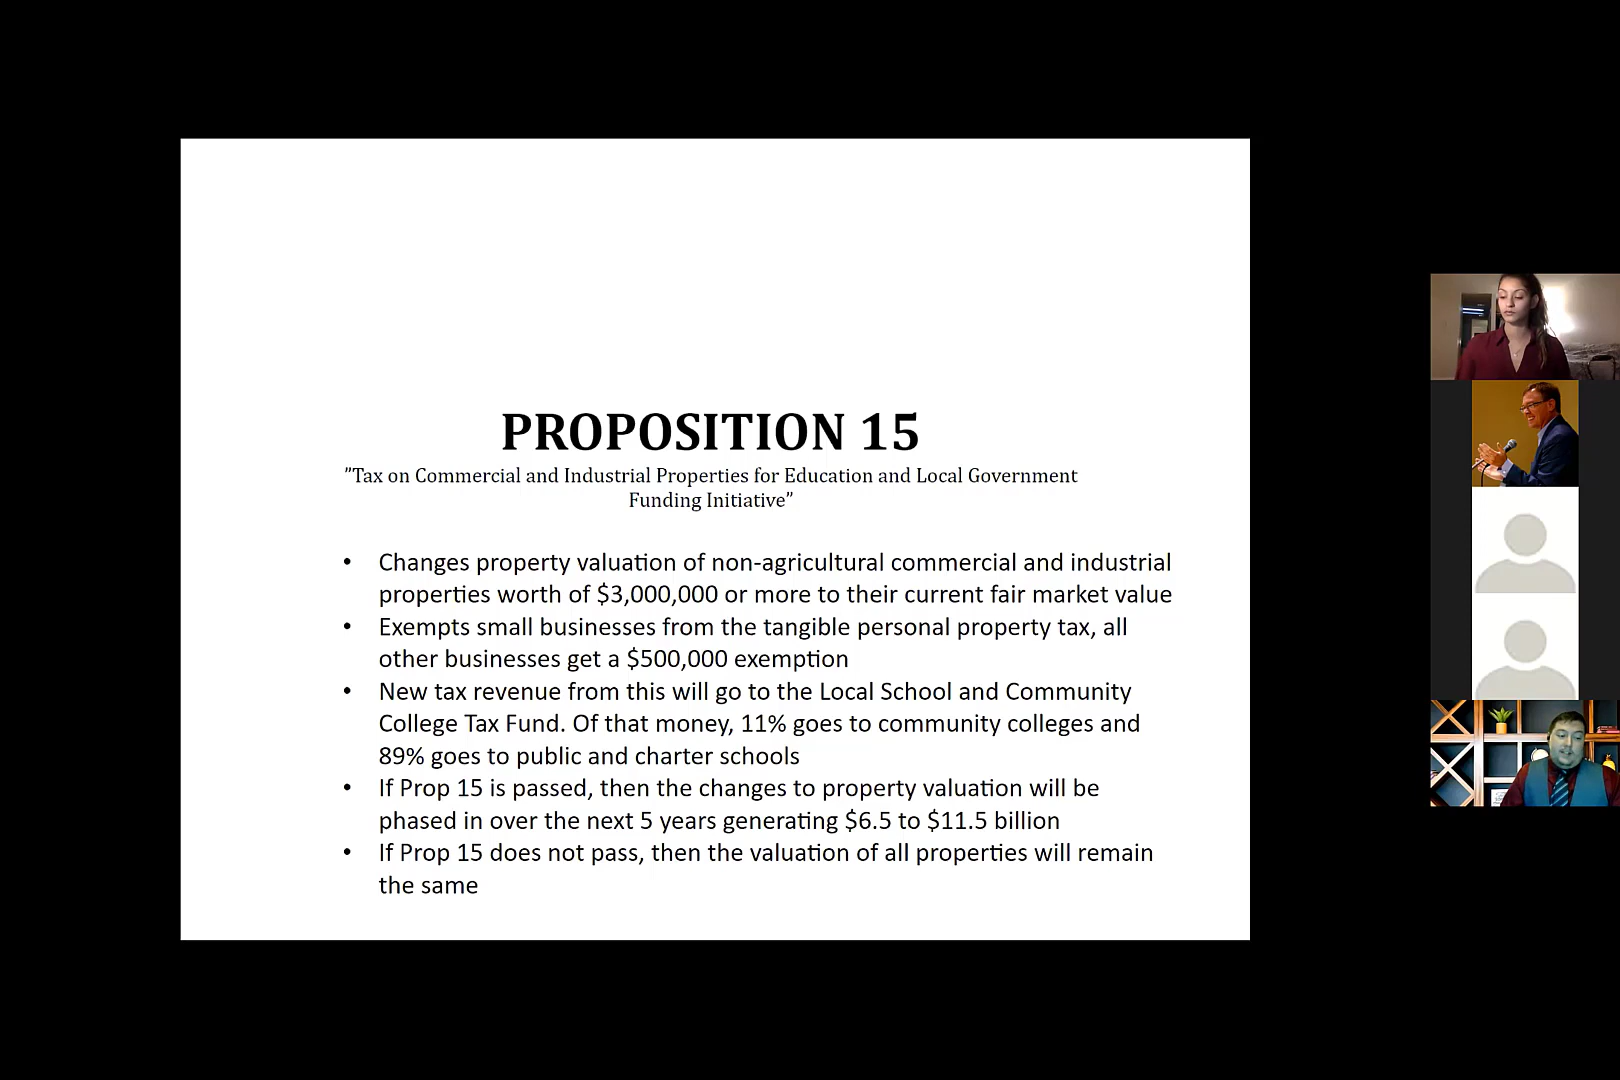 PROPOSITION 15
”Tax on Commercial and Industrial Properties for Education and Local Government
Funding Initiative”
• Changes property valuation of non-agricultural commercial and industrial
properties worth of $3,000,000 or more to their current fair market value
• Exempts small businesses from the tangible personal property tax, all
other businesses get a $500,000 exemption
• New tax revenue from this will go to the Local School and Community
College Tax Fund. Of that money, 11% goes to community colleges and
89% goes to public and charter schools
• If Prop 15 is passed, then the changes to property valuation will be
phased in over the next 5 years generating $6.5 to $11.5 billion
• If Prop 15 does not pass, then the valuation of all properties will remain
the same